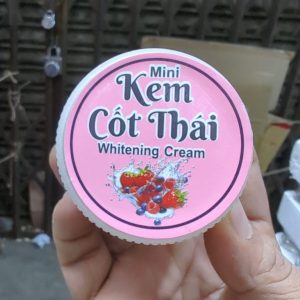 Mini
Kem
Cốt Thái
Whitening Cream